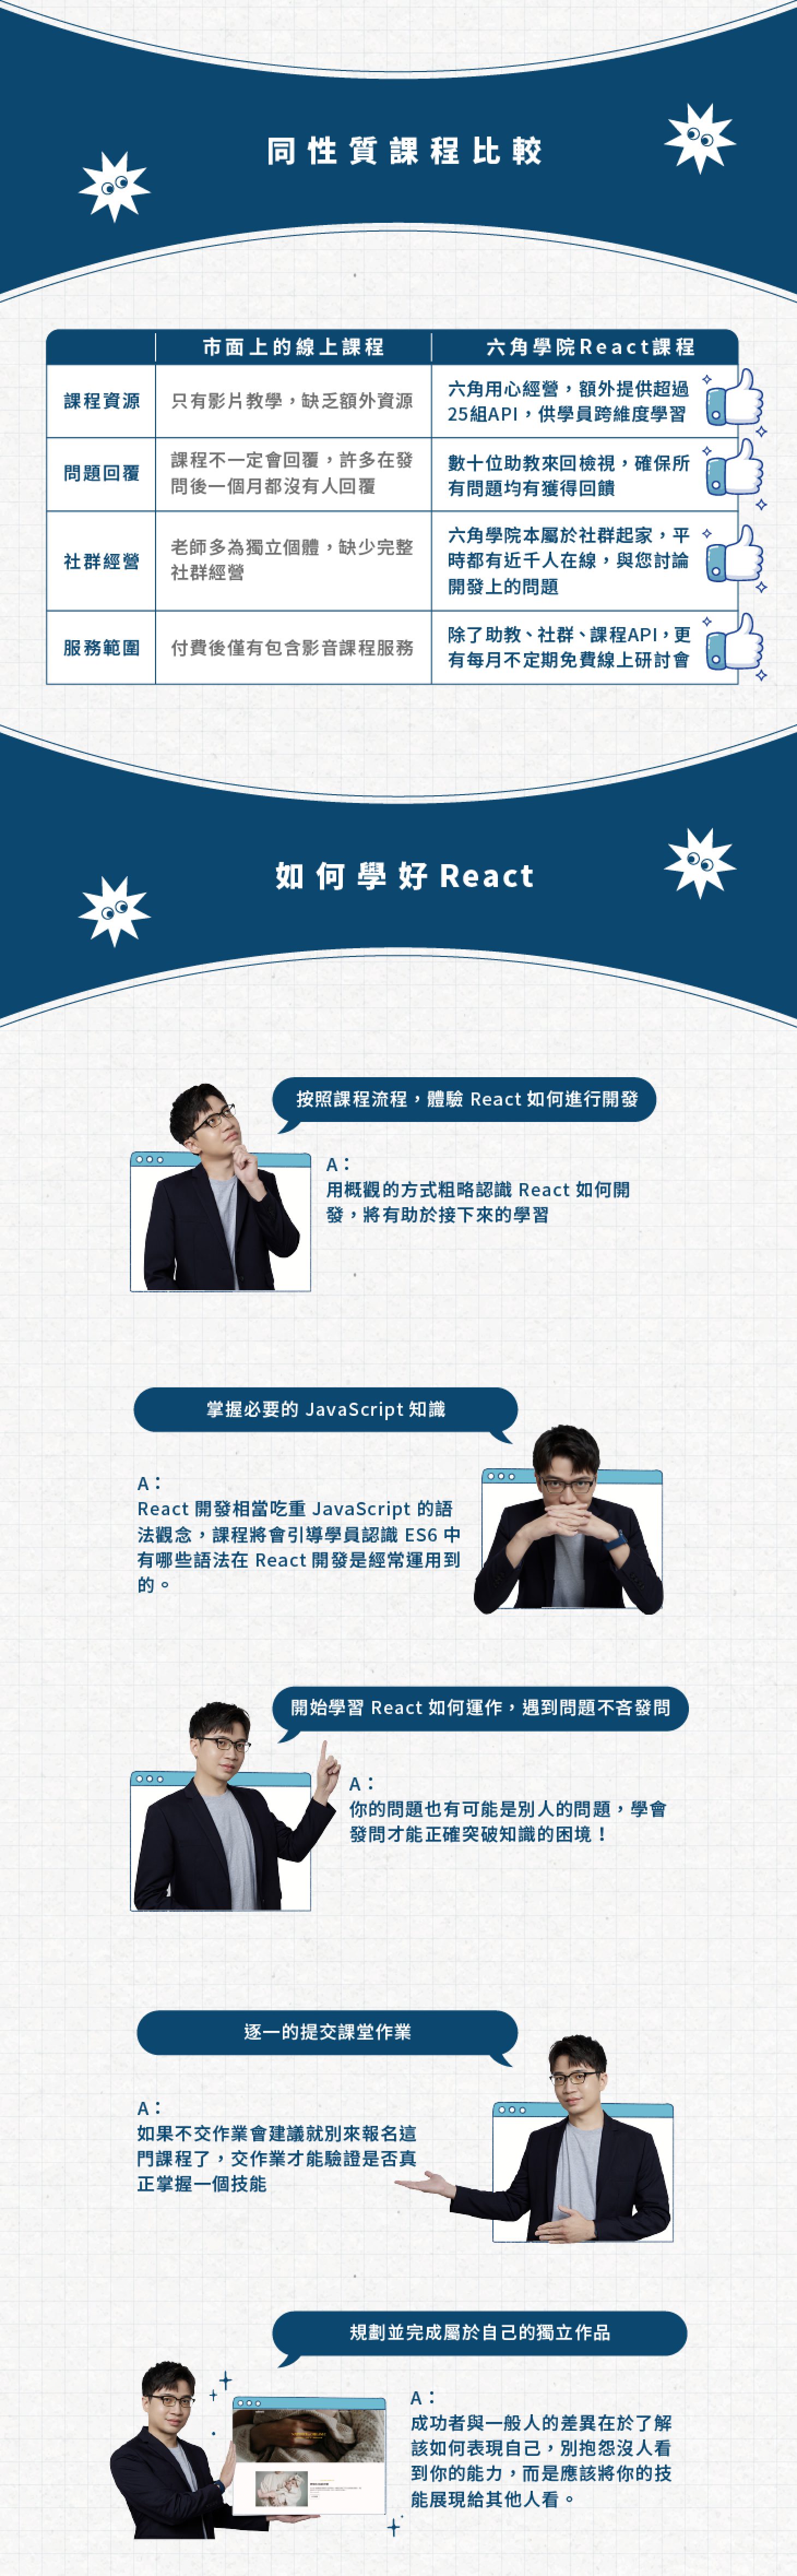 同性質課程比較
市面上的線上課程
六角學院React課程
課程資源
只有影片教學，缺乏額外資源
六角用心經營，額外提供超過
25組API，供學員跨維度學習
問題回覆
課程不一定會回覆，許多在發
問後一個月都沒有人回覆
數十位助教來回檢視，確保所
有問題均有獲得回饋
社群經營
老師多為獨立個體，缺少完整
社群經營
六角學院本屬於社群起家，平
時都有近千人在線，與您討論
開發上的問題
服務範圍
付費後僅有包含影音課程服務
除了助教、社群、課程API，更
有每月不定期免費線上研討會
如何學好React
按照課程流程，體驗 React 如何進行開發
A：
用概觀的方式粗略認識 React 如何開
發，將有助於接下來的學習
掌握必要的 JavaScript 知識
A：
React 開發相當吃重 JavaScript 的語
法觀念，課程將會引導學員認識 ES6 中
有哪些語法在 React 開發是經常運用到
的。
開始學習 React 如何運作，遇到問題不吝發問
A：
你的問題也有可能是別人的問題，學會
發問才能正確突破知識的困境！
逐一的提交課堂作業
A：
如果不交作業會建議就別來報名這
門課程了，交作業才能驗證是否真
正掌握一個技能
規劃並完成屬於自己的獨立作品
A：
成功者與一般人的差異在於了解
該如何表現自己，別抱怨沒人看
到你的能力，而是應該將你的技
能展現給其他人看。